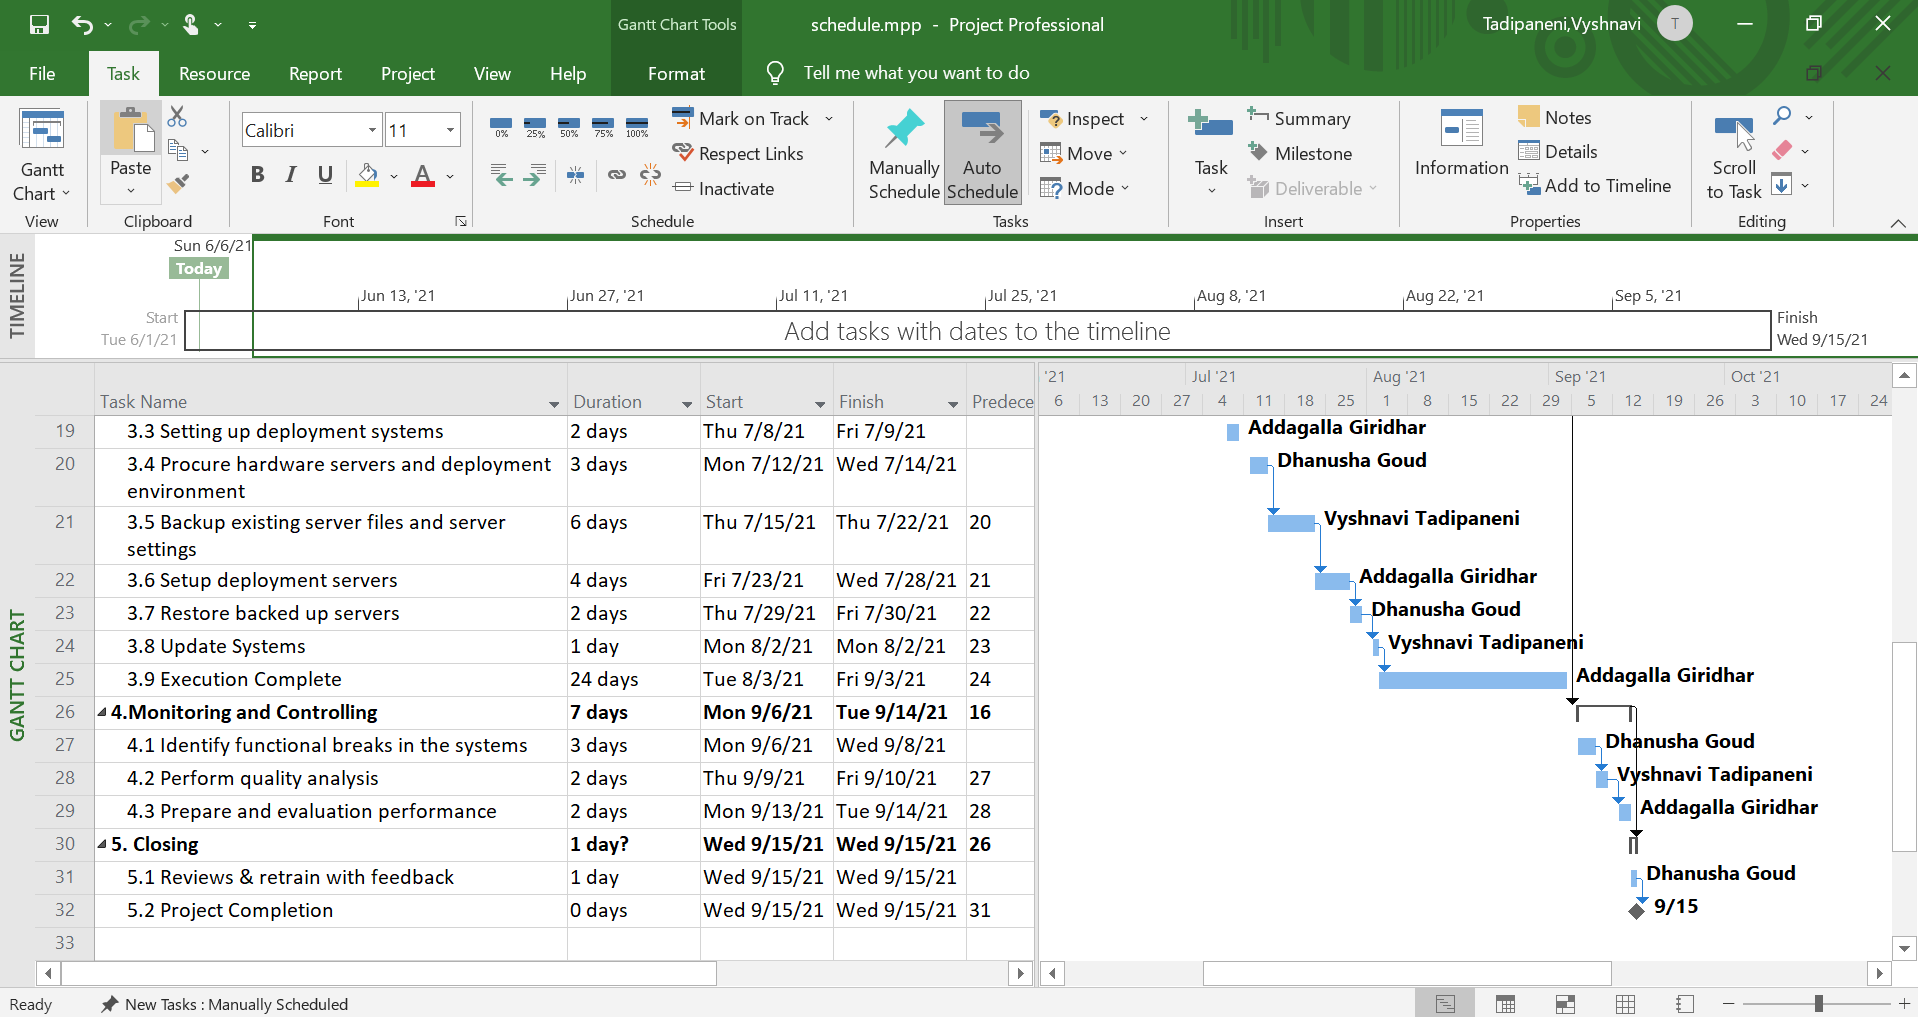 Gantt Chart Tools
schedule.mpp - Project Professional
Tadipaneni,Vyshnavi T
File Task Resource Report Project View Help Format Tell me what you want to do
Gantt Chart
View
Paste
Clipboard
Calibri 11
B I U A
Font
0% 25% 50% 75% 100%
Mark on Track
Respect Links
Inactivate
Schedule
Manually Schedule
Auto Schedule
Inspect
Move
Mode
Tasks
Task
Summary
Milestone
Deliverable
Insert
Information
Notes
Details
Add to Timeline
Properties
Scroll to Task
Editing
TIMELINE
Sun 6/6/21
Today
Jun 13, '21 Jun 27, '21 Jul 11, '21 Jul 25, '21 Aug 8, '21 Aug 22, '21 Sep 5, '21
Start
Tue 6/1/21
Add tasks with dates to the timeline
Finish
Wed 9/15/21
GANTT CHART
'21 Jul '21 Aug '21 Sep '21 Oct '21
Task Name Duration Start Finish Predece
6 13 20 27 4 11 18 25 1 8 15 22 29 5 12 19 26 3 10 17 24
19 3.3 Setting up deployment systems 2 days Thu 7/8/21 Fri 7/9/21 Addagalla Giridhar
20 3.4 Procure hardware servers and deployment environment 3 days Mon 7/12/21 Wed 7/14/21 Dhanusha Goud
21 3.5 Backup existing server files and server settings 6 days Thu 7/15/21 Thu 7/22/21 20 Vyshnavi Tadipaneni
22 3.6 Setup deployment servers 4 days Fri 7/23/21 Wed 7/28/21 21 Addagalla Giridhar
23 3.7 Restore backed up servers 2 days Thu 7/29/21 Fri 7/30/21 22 Dhanusha Goud
24 3.8 Update Systems 1 day Mon 8/2/21 Mon 8/2/21 23 Vyshnavi Tadipaneni
25 3.9 Execution Complete 24 days Tue 8/3/21 Fri 9/3/21 24 Addagalla Giridhar
26 4.Monitoring and Controlling 7 days Mon 9/6/21 Tue 9/14/21 16
27 4.1 Identify functional breaks in the systems 3 days Mon 9/6/21 Wed 9/8/21 Dhanusha Goud
28 4.2 Perform quality analysis 2 days Thu 9/9/21 Fri 9/10/21 27 Vyshnavi Tadipaneni
29 4.3 Prepare and evaluation performance 2 days Mon 9/13/21 Tue 9/14/21 28 Addagalla Giridhar
30 5. Closing 1 day? Wed 9/15/21 Wed 9/15/21 26
31 5.1 Reviews & retrain with feedback 1 day Wed 9/15/21 Wed 9/15/21 Dhanusha Goud
32 5.2 Project Completion 0 days Wed 9/15/21 Wed 9/15/21 31 9/15
33
Ready New Tasks : Manually Scheduled